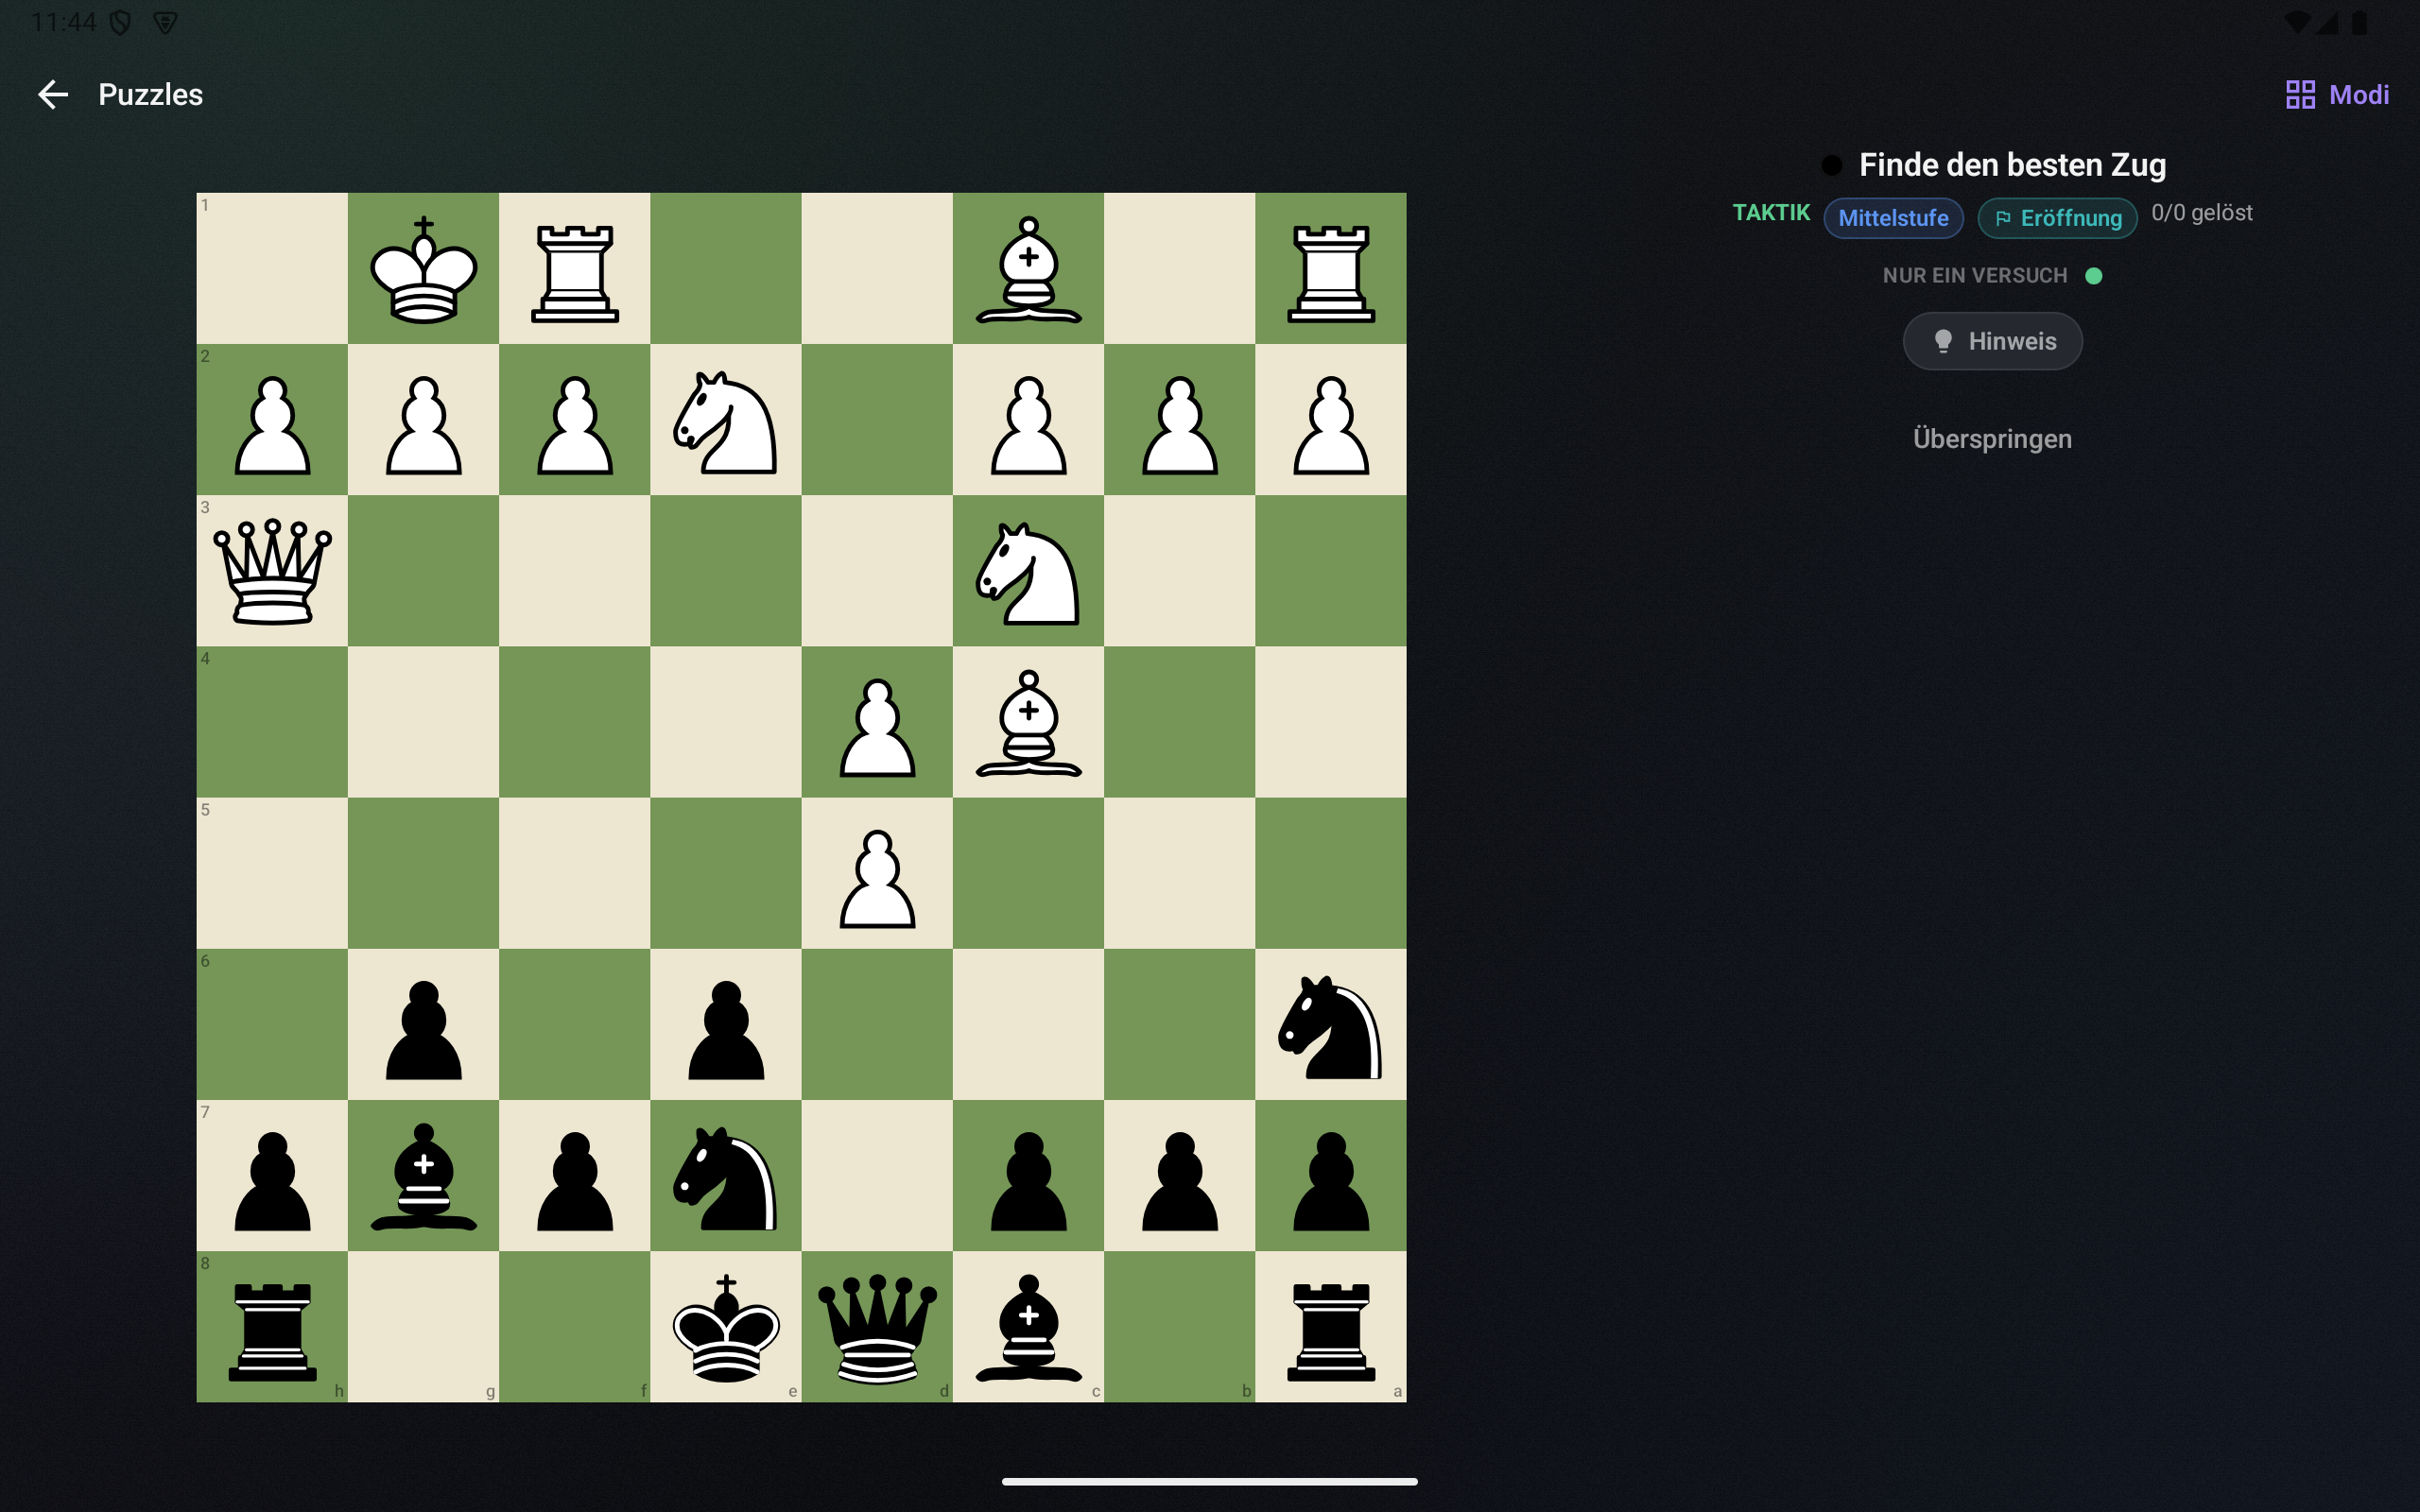 11:44
Puzzles
Modi
Finde den besten Zug
TAKTIK Mittelstufe Eröffnung 0/0 gelöst
NUR EIN VERSUCH
Hinweis
Überspringen
1
2
3
4
5
6
7
8
h g f e d c b a